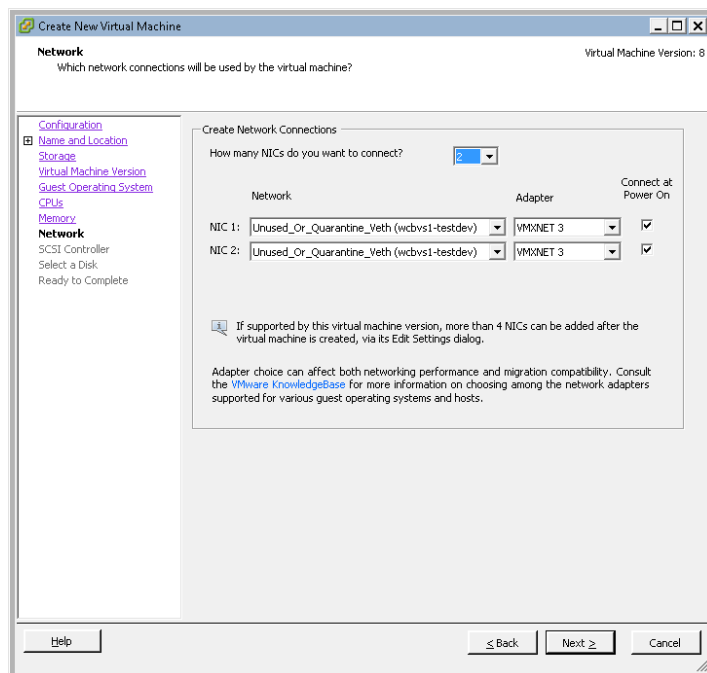 Create New Virtual Machine
Network
Which network connections will be used by the virtual machine?
Virtual Machine Version: 8
Configuration
Name and Location
Storage
Virtual Machine Version
Guest Operating System
CPUs
Memory
Network
SCSI Controller
Select a Disk
Ready to Complete
Create Network Connections
How many NICs do you want to connect?
2
Network
Adapter
Connect at
Power On
NIC 1: Unused_Or_Quarantine_Veth (wcbvs1-testdev) VMXNET 3
NIC 2: Unused_Or_Quarantine_Veth (wcbvs1-testdev) VMXNET 3
If supported by this virtual machine version, more than 4 NICs can be added after the
virtual machine is created, via its Edit Settings dialog.
Adapter choice can affect both networking performance and migration compatibility. Consult
the VMware KnowledgeBase for more information on choosing among the network adapters
supported for various guest operating systems and hosts.
Help
≤ Back
Next ≥
Cancel